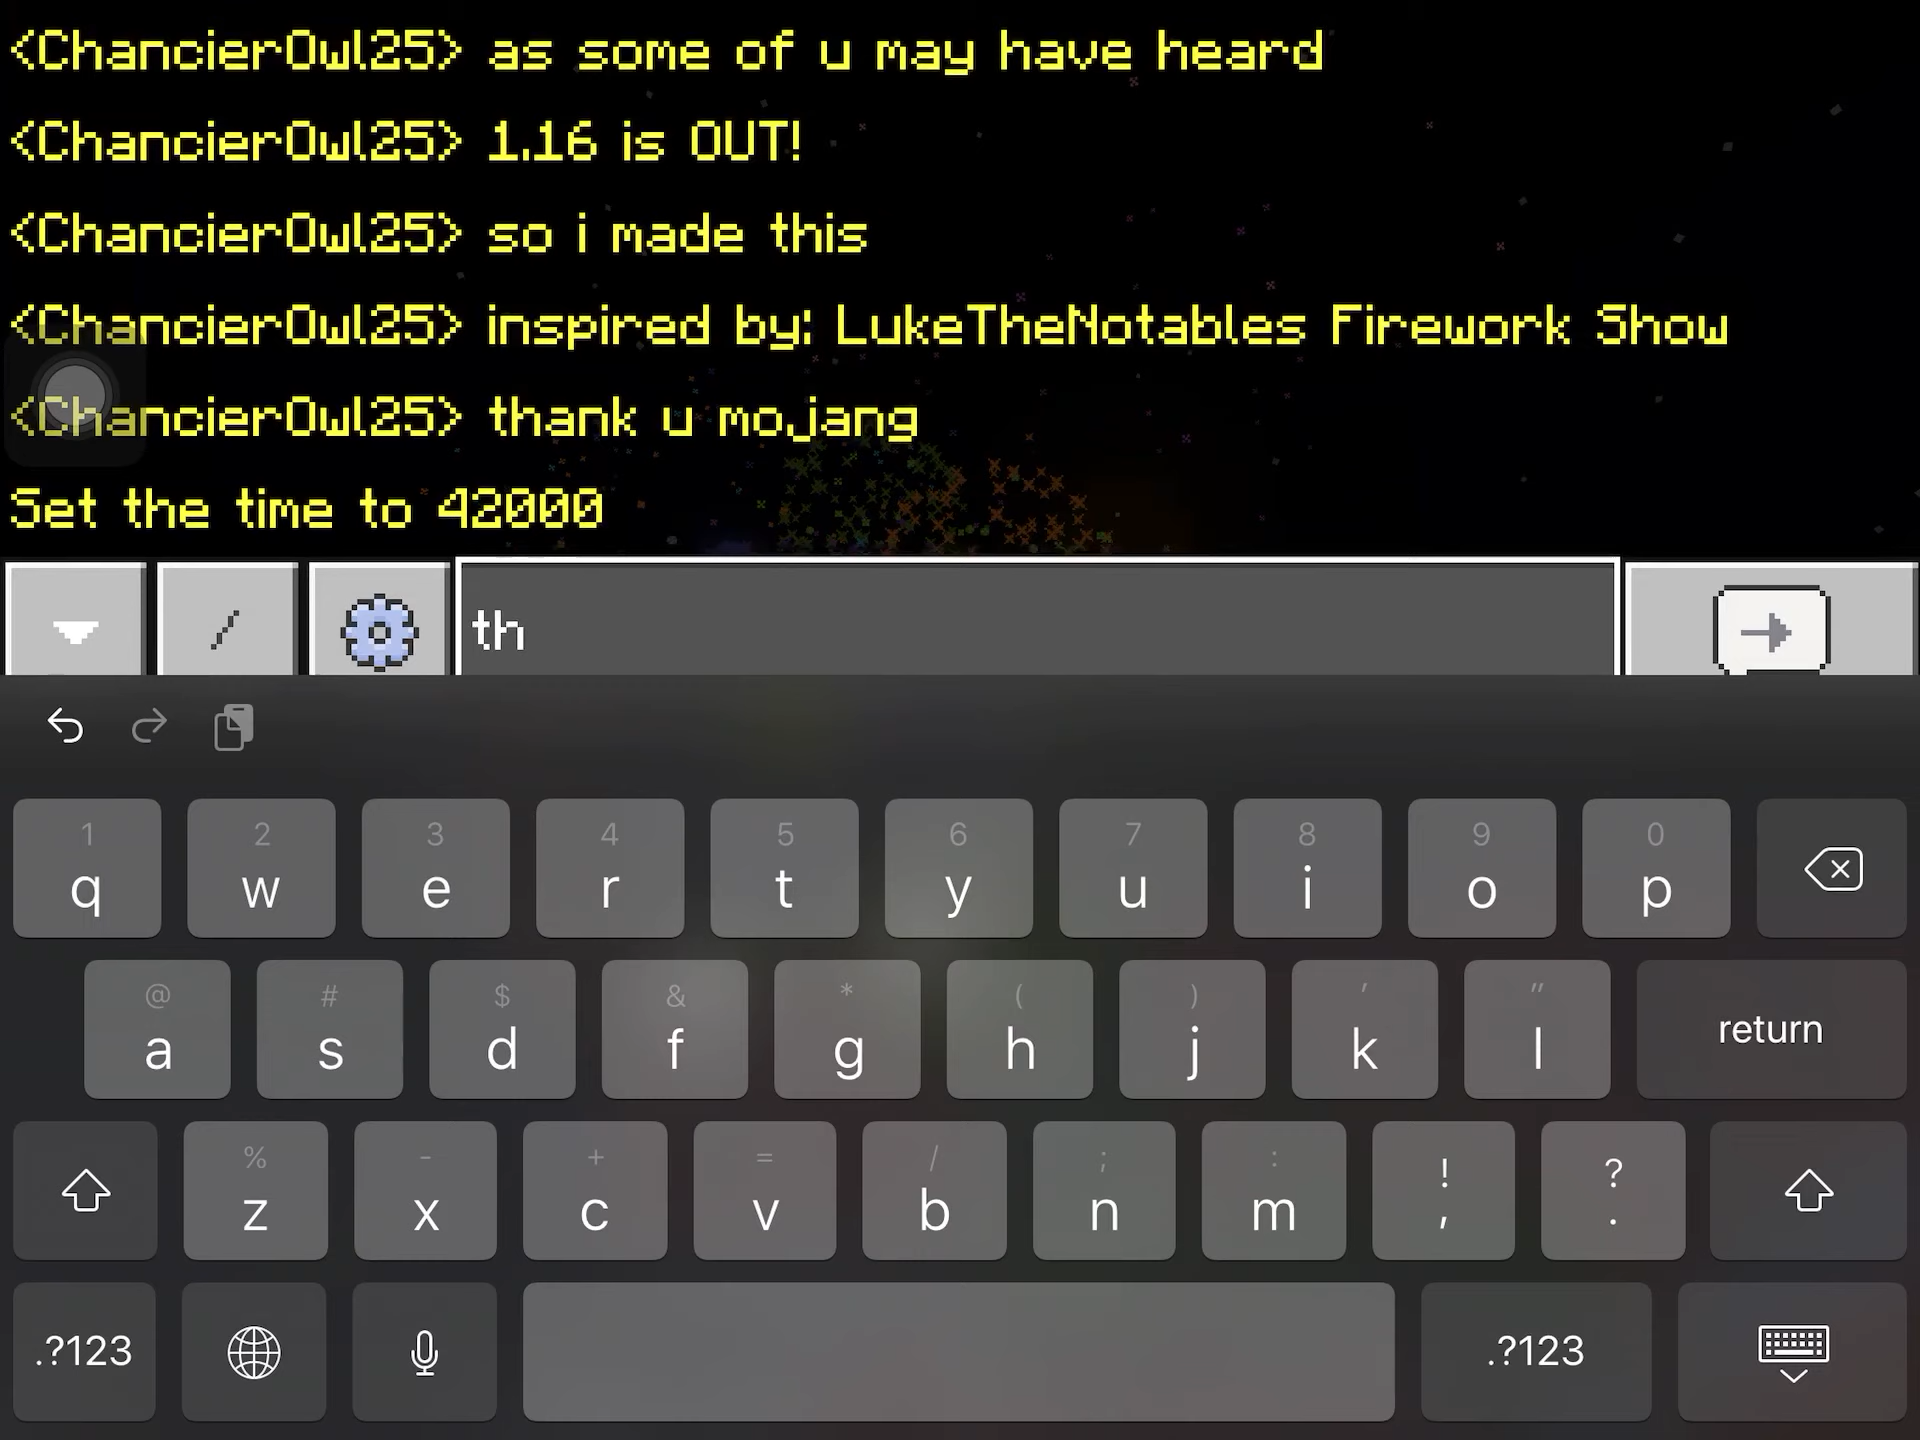 <ChancierOwl25> as some of u may have heard
<ChancierOwl25> 1.16 is OUT!
<ChancierOwl25> so i made this
<ChancierOwl25> inspired by: LukeTheNotables Firework Show
<ChancierOwl25> thank u mojang
Set the time to 42000
/ th
1 2 3 4 5 6 7 8 9 0
q w e r t y u i o p
@ # $ & * ( ) ' "
a s d f g h j k l return
% - + = / ; : ! ?
z x c v b n m , .
.?123 .?123